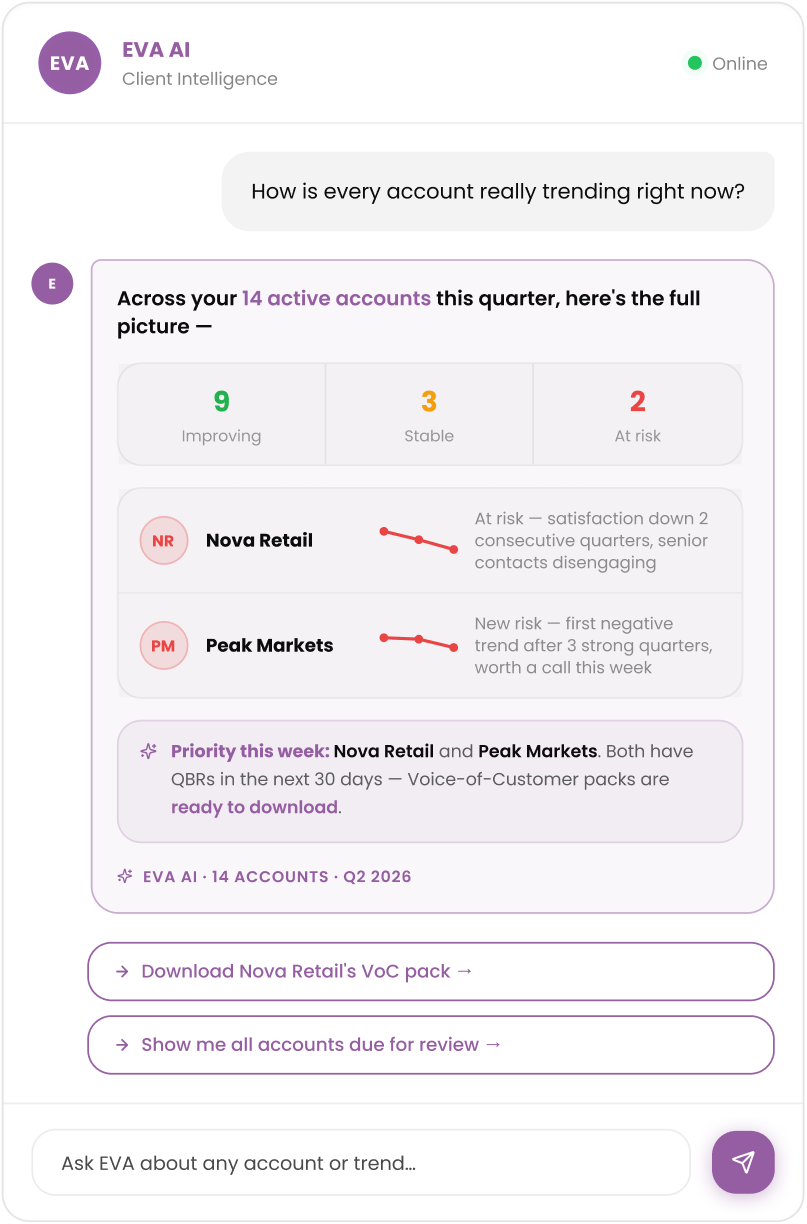 EVA
EVA AI
Client Intelligence
Online
How is every account really trending right now?
E
Across your 14 active accounts this quarter, here's the full
picture —
9
Improving
3
Stable
2
At risk
NR
Nova Retail
At risk — satisfaction down 2
consecutive quarters, senior
contacts disengaging
PM
Peak Markets
New risk — first negative
trend after 3 strong quarters,
worth a call this week
Priority this week: Nova Retail and Peak Markets. Both have
QBRs in the next 30 days — Voice-of-Customer packs are
ready to download.
EVA AI · 14 ACCOUNTS · Q2 2026
→ Download Nova Retail's VoC pack →
→ Show me all accounts due for review →
Ask EVA about any account or trend…